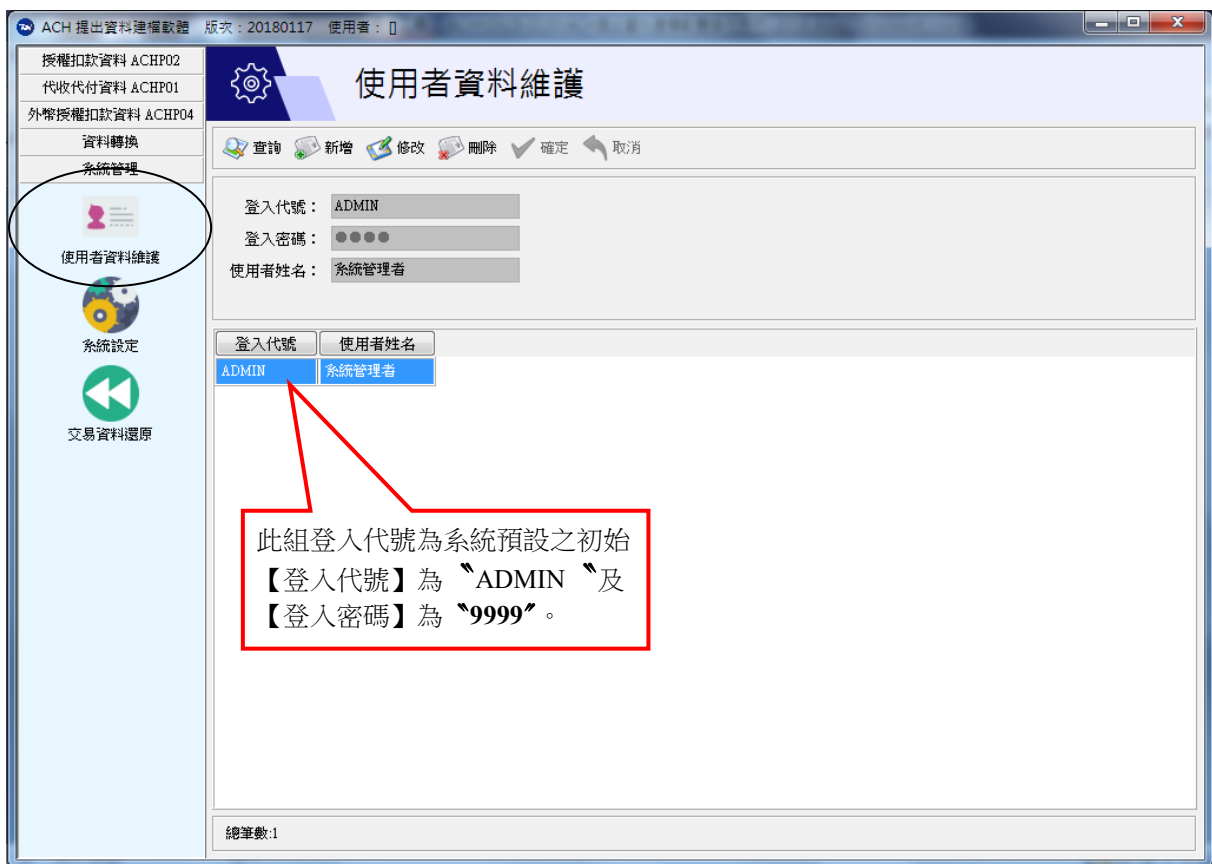 ACH 提出資料建檔軟體 版次：20180117 使用者：[]
授權扣款資料 ACHP02
代收代付資料 ACHP01
外幣授權扣款資料 ACHP04
資料轉換
系統管理
使用者資料維護
系統設定
交易資料還原
使用者資料維護
查詢 新增 修改 刪除 確定 取消
登入代號： ADMIN
登入密碼： ●●●●
使用者姓名： 系統管理者
登入代號 使用者姓名
ADMIN 系統管理者
此組登入代號為系統預設之初始
【登入代號】為〝ADMIN〝及
【登入密碼】為〝9999〞。
總筆數:1